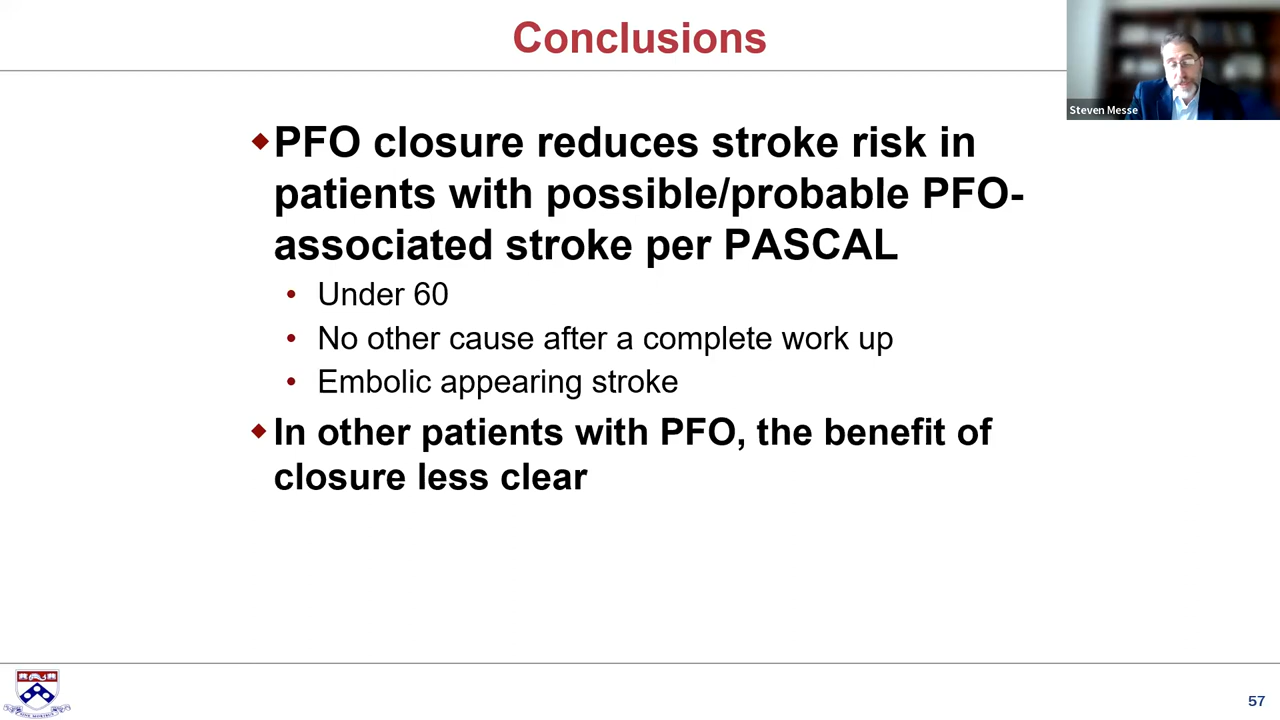 Conclusions
Steven Messe
◆PFO closure reduces stroke risk in
patients with possible/probable PFO-
associated stroke per PASCAL
• Under 60
• No other cause after a complete work up
• Embolic appearing stroke
◆In other patients with PFO, the benefit of
closure less clear
57